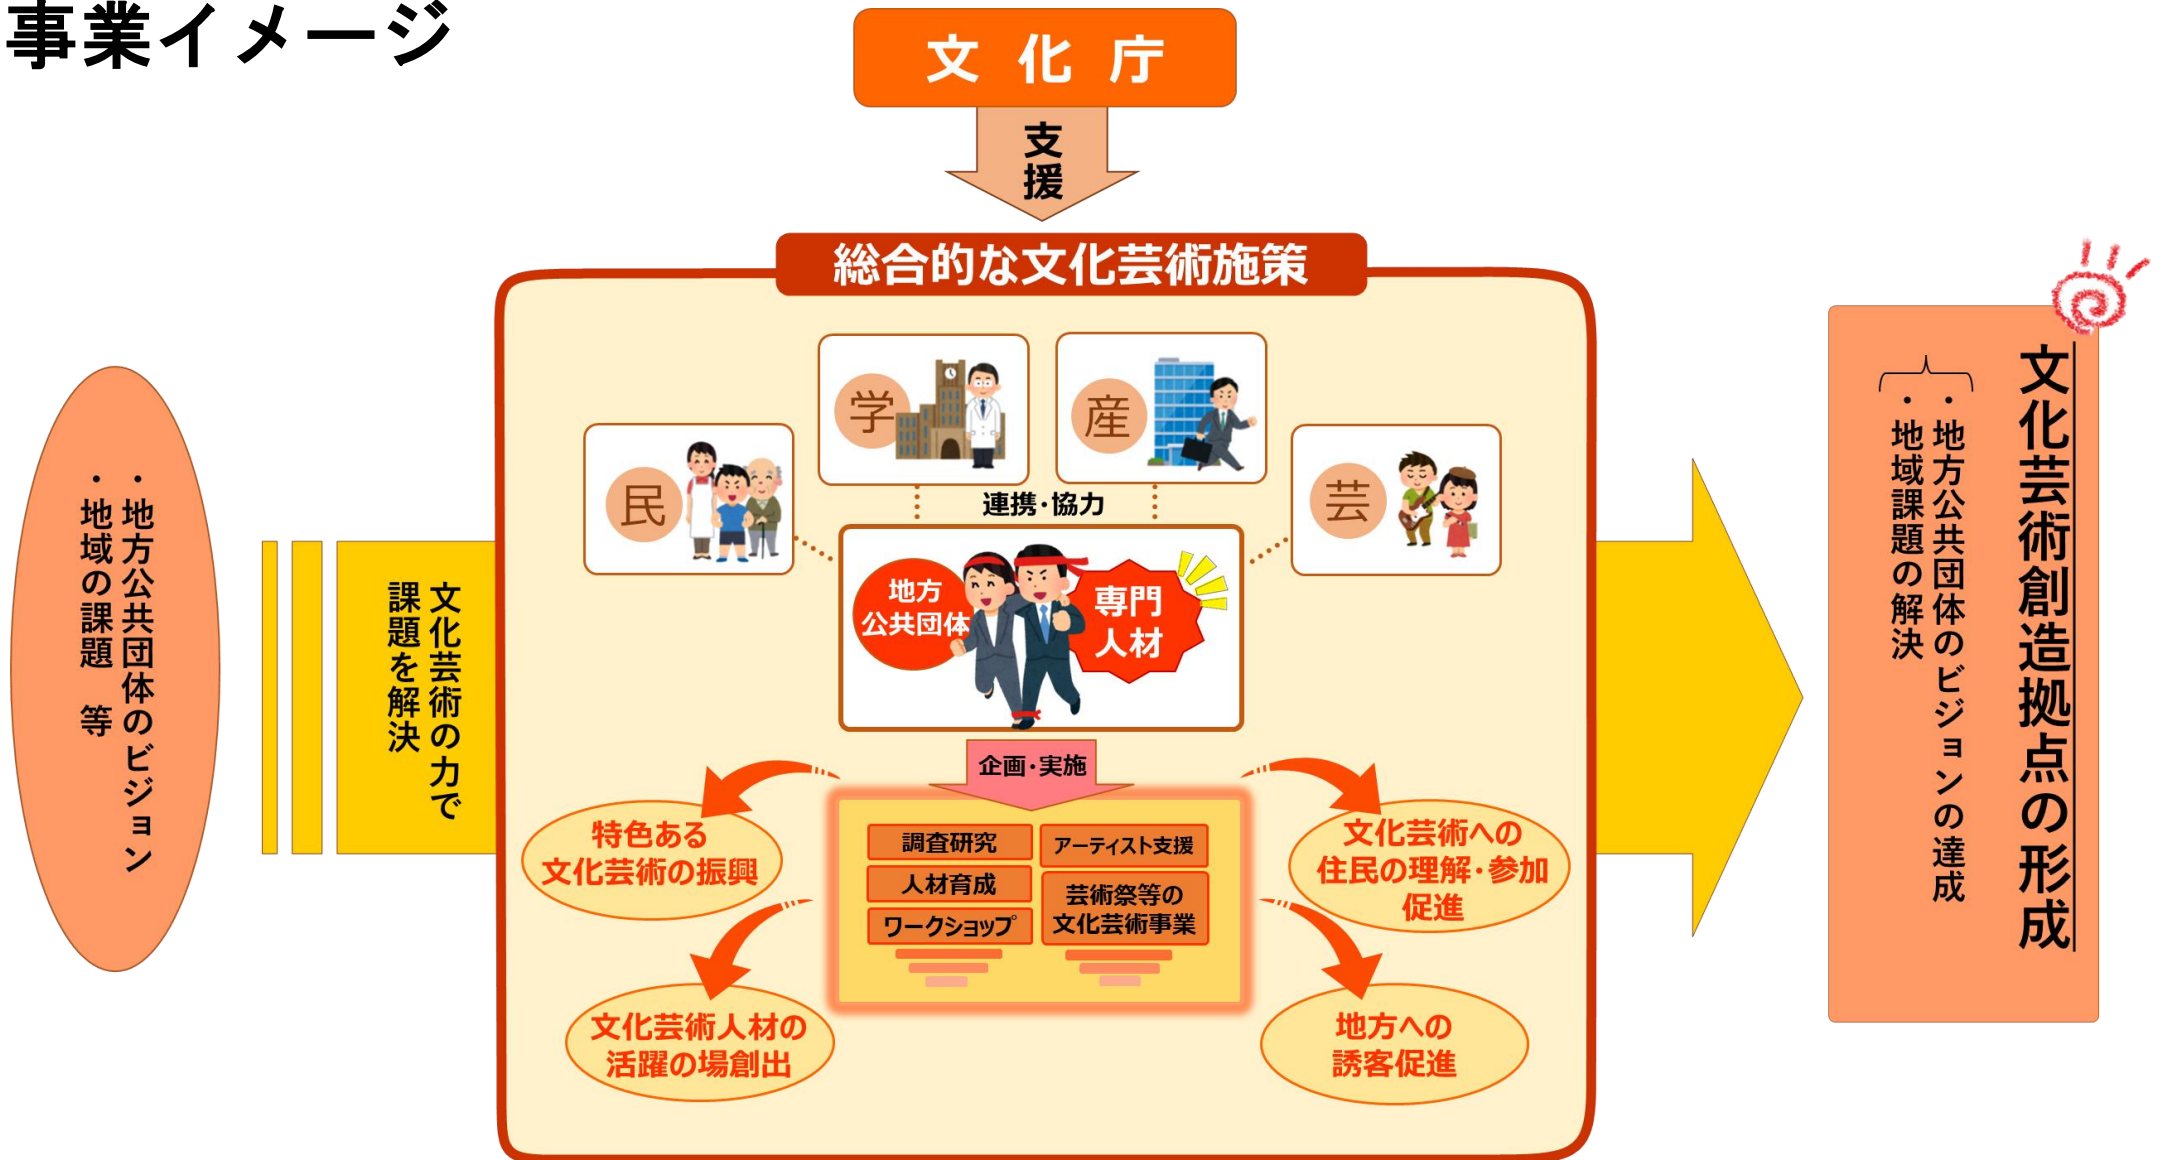 事業イメージ
文化庁
支援
総合的な文化芸術施策
・地方公共団体のビジョン
・地域の課題 等
文化芸術の力で
課題を解決
民
学
産
芸
連携・協力
地方
公共団体
専門
人材
企画・実施
特色ある
文化芸術の振興
文化芸術人材の
活躍の場創出
調査研究
人材育成
ワークショップ
アーティスト支援
芸術祭等の
文化芸術事業
文化芸術への
住民の理解・参加
促進
地方への
誘客促進
文化芸術創造拠点の形成
・地方公共団体のビジョンの達成
・地域課題の解決